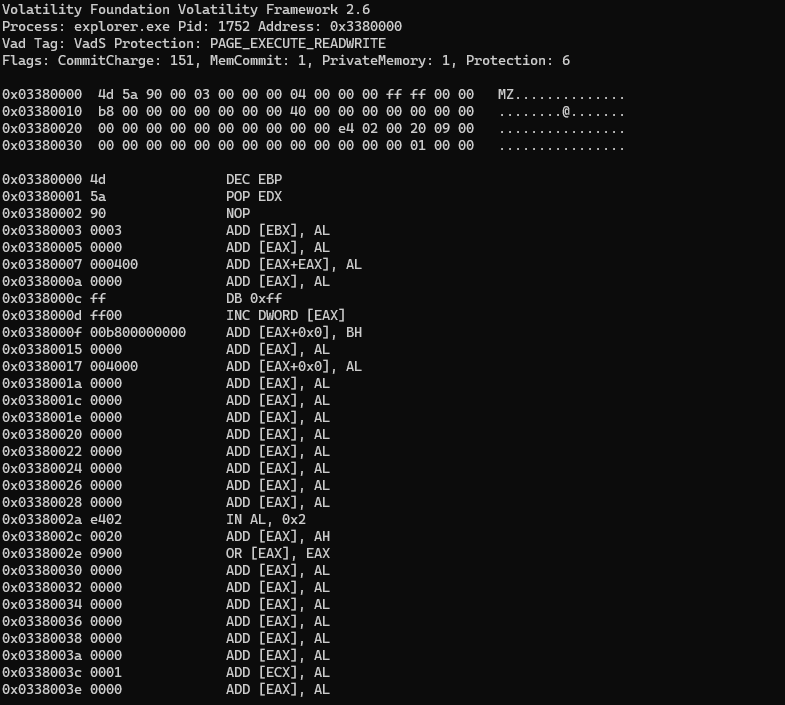 Volatility Foundation Volatility Framework 2.6
Process: explorer.exe Pid: 1752 Address: 0x3380000
Vad Tag: VadS Protection: PAGE_EXECUTE_READWRITE
Flags: CommitCharge: 151, MemCommit: 1, PrivateMemory: 1, Protection: 6

0x03380000  4d 5a 90 00 03 00 00 00 04 00 00 00 ff ff 00 00   MZ..............
0x03380010  b8 00 00 00 00 00 00 00 40 00 00 00 00 00 00 00   ........@.......
0x03380020  00 00 00 00 00 00 00 00 00 00 e4 02 00 20 09 00   ................
0x03380030  00 00 00 00 00 00 00 00 00 00 00 00 00 01 00 00   ................

0x03380000 4d               DEC EBP
0x03380001 5a               POP EDX
0x03380002 90               NOP
0x03380003 0003             ADD [EBX], AL
0x03380005 0000             ADD [EAX], AL
0x03380007 000400           ADD [EAX+EAX], AL
0x0338000a 0000             ADD [EAX], AL
0x0338000c ff               DB 0xff
0x0338000d ff00             INC DWORD [EAX]
0x0338000f 00b800000000     ADD [EAX+0x0], BH
0x03380015 0000             ADD [EAX], AL
0x03380017 004000           ADD [EAX+0x0], AL
0x0338001a 0000             ADD [EAX], AL
0x0338001c 0000             ADD [EAX], AL
0x0338001e 0000             ADD [EAX], AL
0x03380020 0000             ADD [EAX], AL
0x03380022 0000             ADD [EAX], AL
0x03380024 0000             ADD [EAX], AL
0x03380026 0000             ADD [EAX], AL
0x03380028 0000             ADD [EAX], AL
0x0338002a e402             IN AL, 0x2
0x0338002c 0020             ADD [EAX], AH
0x0338002e 0900             OR [EAX], EAX
0x03380030 0000             ADD [EAX], AL
0x03380032 0000             ADD [EAX], AL
0x03380034 0000             ADD [EAX], AL
0x03380036 0000             ADD [EAX], AL
0x03380038 0000             ADD [EAX], AL
0x0338003a 0000             ADD [EAX], AL
0x0338003c 0001             ADD [ECX], AL
0x0338003e 0000             ADD [EAX], AL